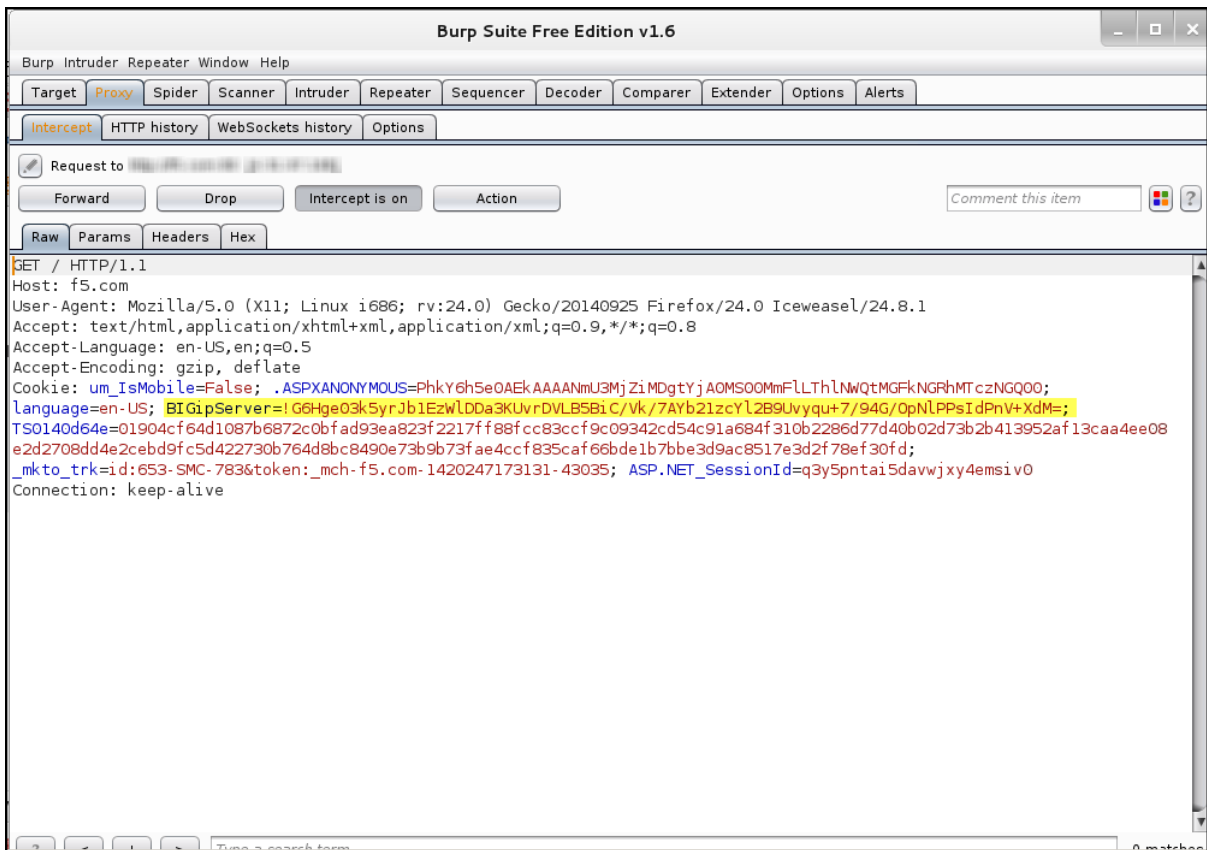 Burp Suite Free Edition v1.6
Burp Intruder Repeater Window Help
Target Proxy Spider Scanner Intruder Repeater Sequencer Decoder Comparer Extender Options Alerts
Intercept HTTP history WebSockets history Options
Request to
Forward Drop Intercept is on Action Comment this item ?
Raw Params Headers Hex
GET / HTTP/1.1
Host: f5.com
User-Agent: Mozilla/5.0 (X11; Linux i686; rv:24.0) Gecko/20140925 Firefox/24.0 Iceweasel/24.8.1
Accept: text/html,application/xhtml+xml,application/xml;q=0.9,*/*;q=0.8
Accept-Language: en-US,en;q=0.5
Accept-Encoding: gzip, deflate
Cookie: um_IsMobile=False; .ASPXANONYMOUS=PhkY6h5e0AEkAAAANmU3MjZiMDgtYjA0MS00MmFlLThlNWQtMGFkNGRhMTczNGQ00;
language=en-US; BIGipServer=!G6Hge03k5yrJb1EzWlDDa3KUvrDVLB5BiC/Vk/7AYb21zcYl2B9Uvyqu+7/94G/OpNlPPsIdPnV+XdM=;
TS0140d64e=01904cf64d1087b6872c0bfad93ea823f2217ff88fcc83ccf9c09342cd54c91a684f310b2286d77d40b02d73b2b413952af13caa4ee08
e2d2708dd4e2cebd9fc5d422730b764d8bc8490e73b9b73fae4ccf835caf66bde1b7bbe3d9ac8517e3d2f78ef30fd;
_mkto_trk=id:653-SMC-783&token:_mch-f5.com-1420247173131-43035; ASP.NET_SessionId=q3y5pntai5davwjxy4emsiv0
Connection: keep-alive
? < + > Type a search term 0 matches